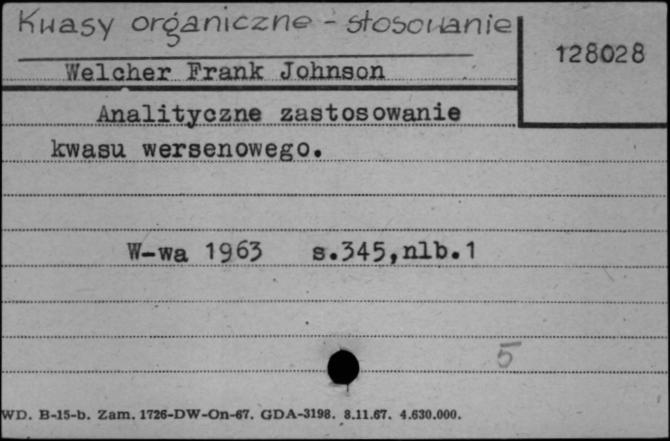 Kwasy organiczne - stosowanie
128028
Welcher Frank Johnson
Analityczne zastosowanie
kwasu wersenowego.
W-wa 1963 s.345,nlb.1
5
WD. B-15-b. Zam. 1726-DW-On-67. GDA-3198. 8.11.67. 4.630.000.